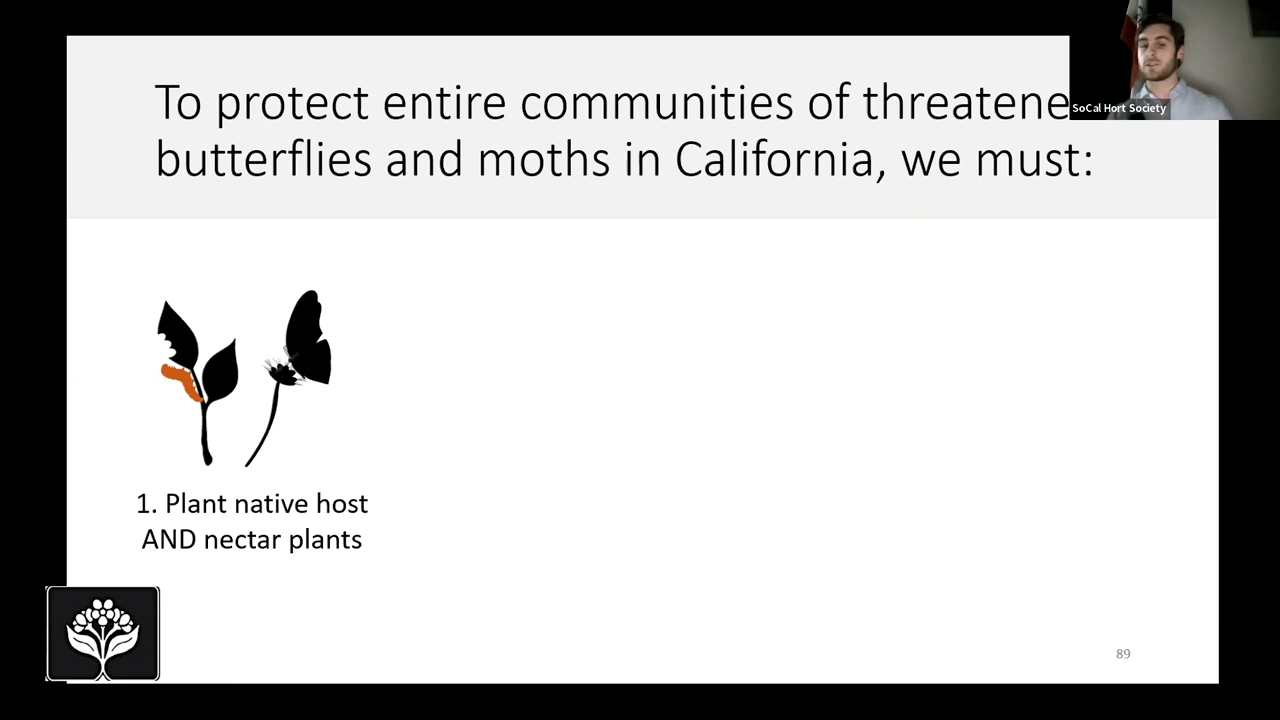 To protect entire communities of threatene
butterflies and moths in California, we must:
SoCal Hort Society
1. Plant native host
AND nectar plants
89